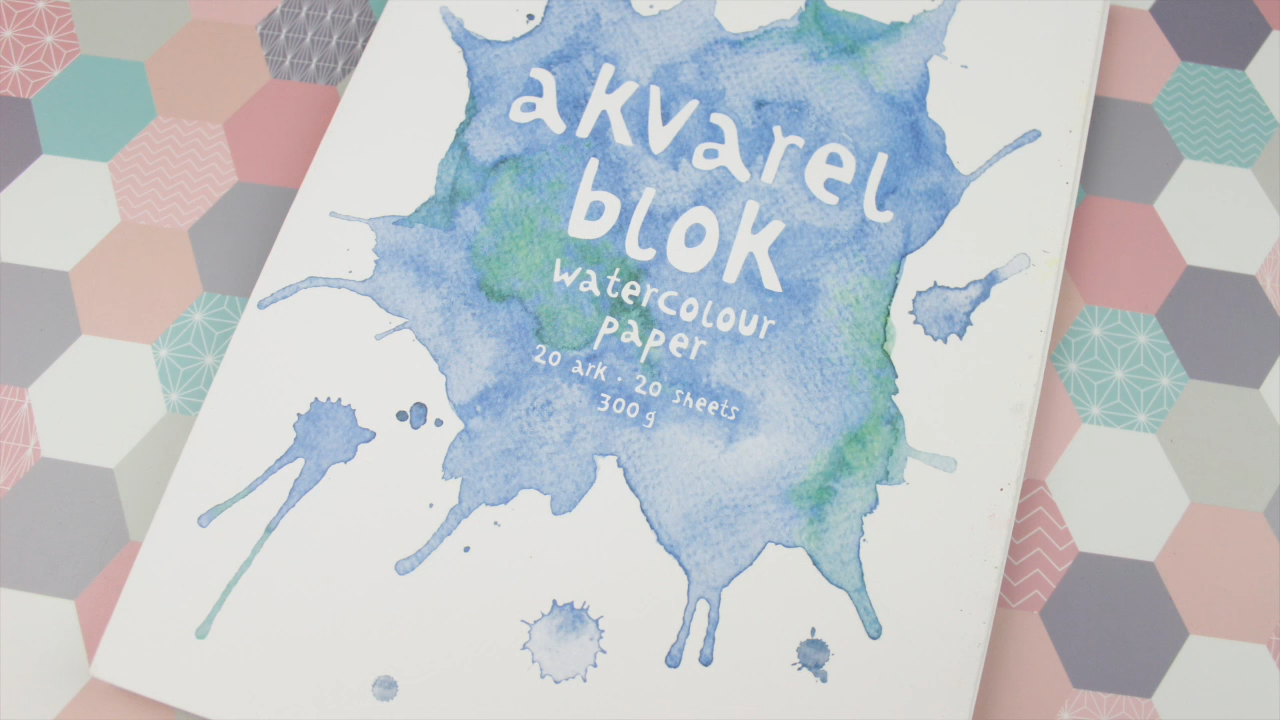 akvarel
blok
watercolour
paper
20 ark · 20 sheets
300 g